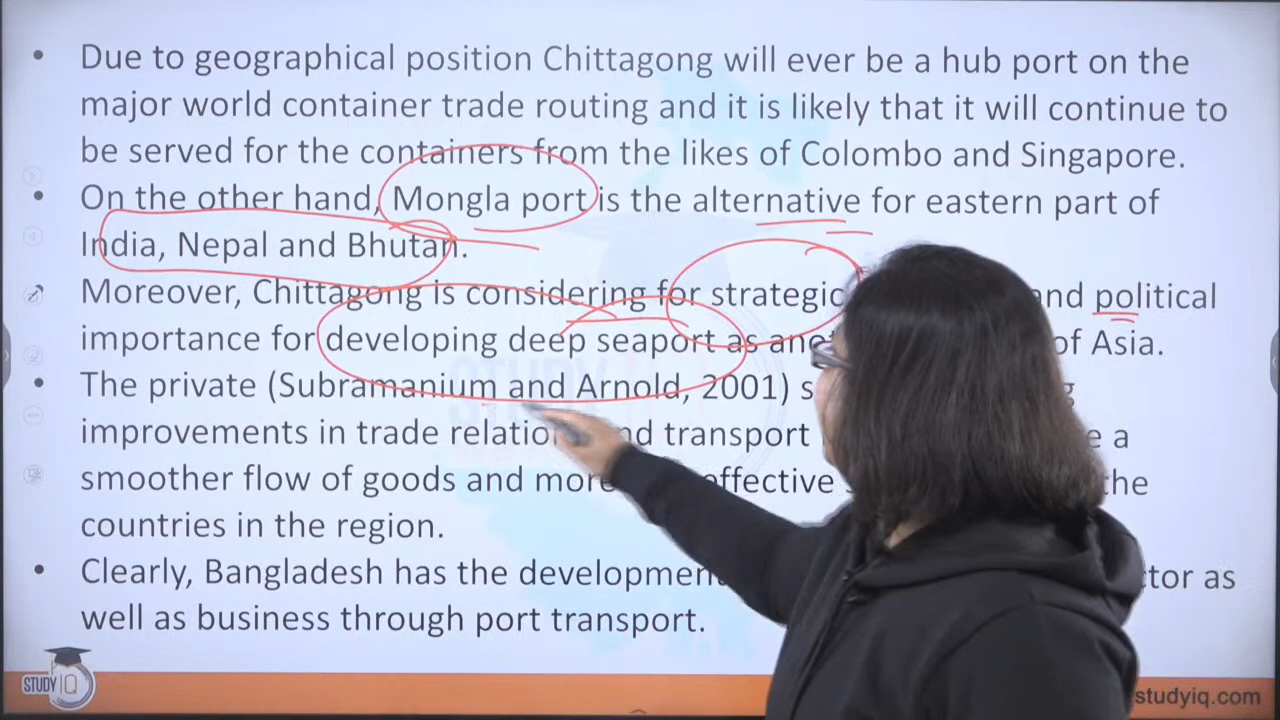 • Due to geographical position Chittagong will ever be a hub port on the
major world container trade routing and it is likely that it will continue to
be served for the containers from the likes of Colombo and Singapore.
• On the other hand, Mongla port is the alternative for eastern part of
India, Nepal and Bhutan.
Moreover, Chittagong is considering for strategic and political
importance for developing deep seaport as of Asia.
• The private (Subramanium and Arnold, 2001)
improvements in trade relation and transport a
smoother flow of goods and more effective the
countries in the region.
• Clearly, Bangladesh has the development as
well as business through port transport.
STUDY IQ
studyiq.com